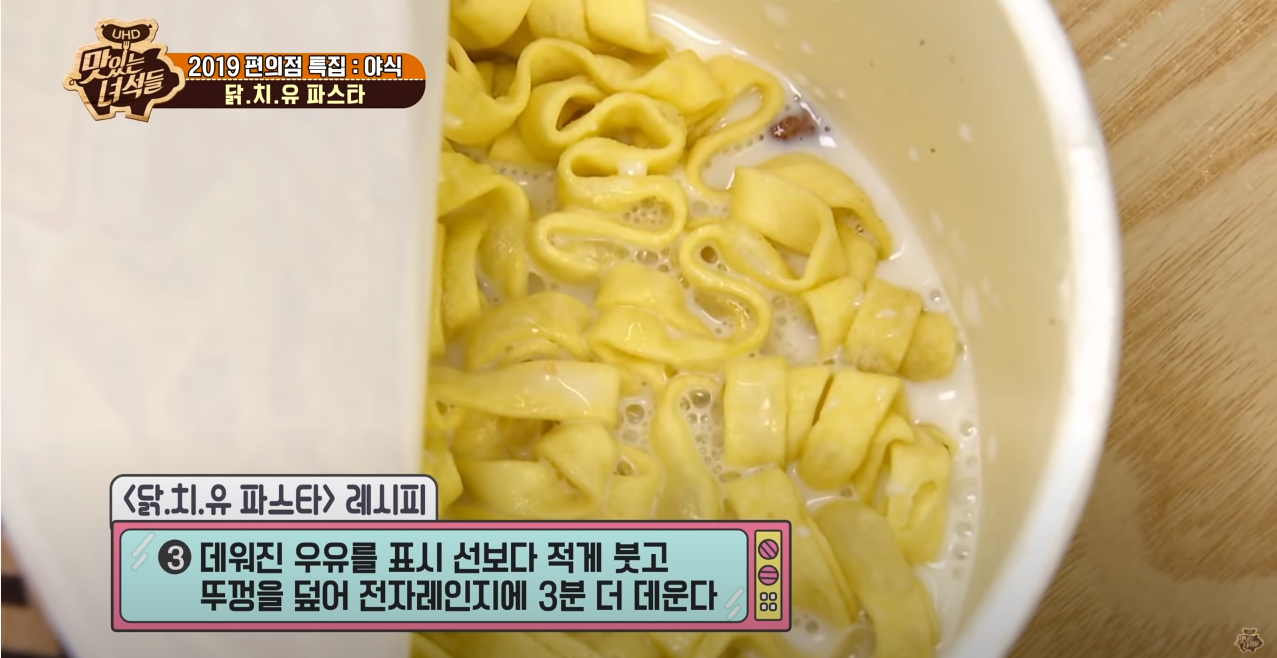 UHD
맛있는
녀석들
2019 편의점 특집 : 야식
닭.치.유 파스타
<닭.치.유 파스타> 레시피
3 데워진 우유를 표시 선보다 적게 붓고
뚜껑을 덮어 전자레인지에 3분 더 데운다